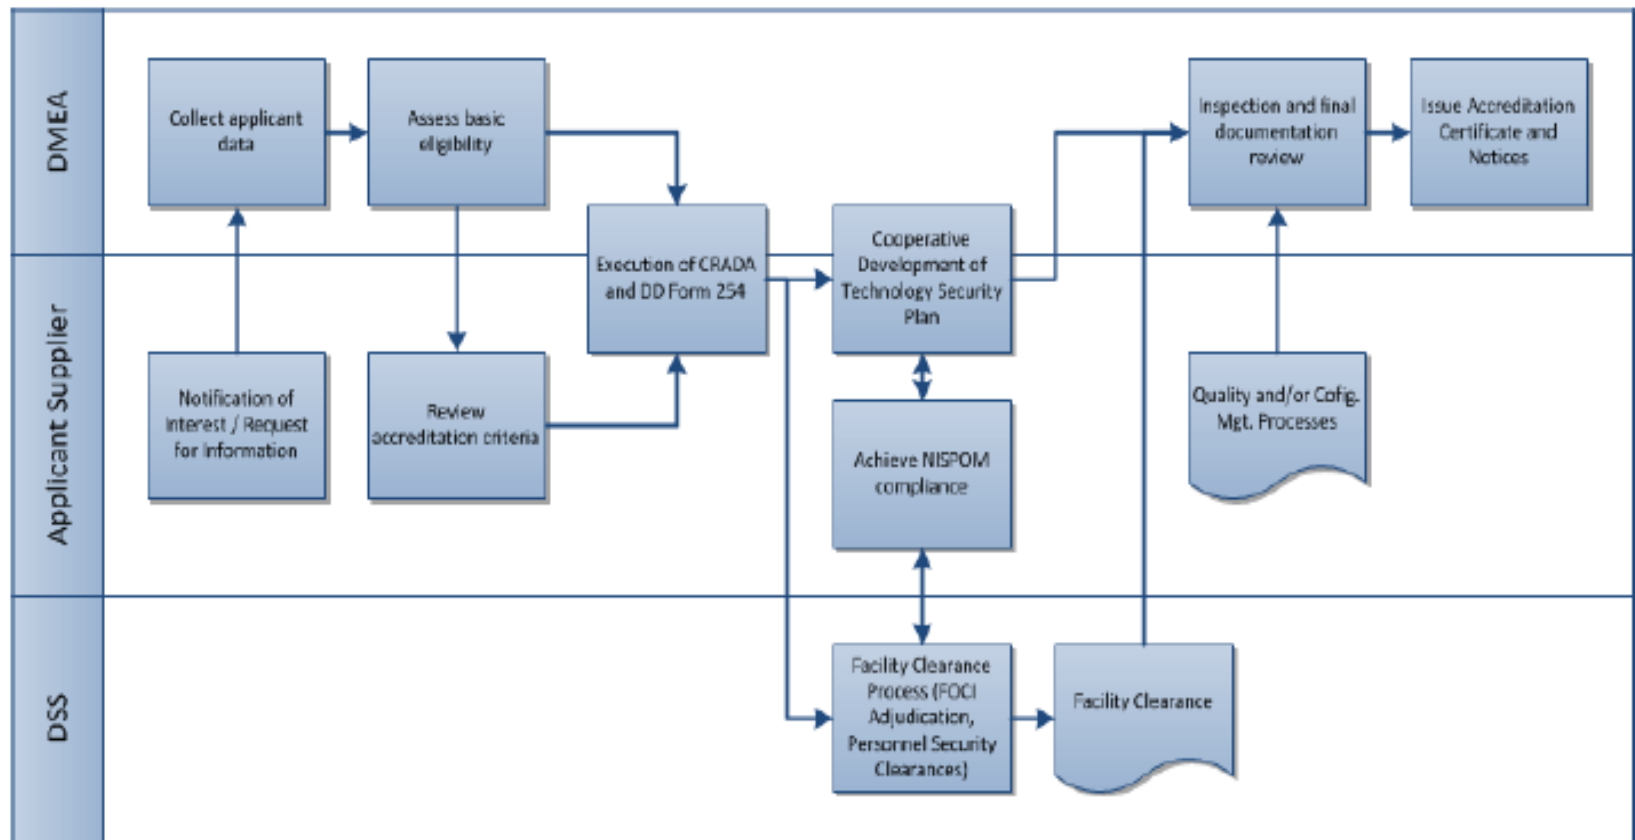 DMEA
Collect applicant
data
Assess basic
eligibility
Inspection and final
documentation
review
Issue Accreditation
Certificate and
Notices
Execution of CRADA
and DD Form 254
Cooperative
Development of
Technology Security
Plan
Applicant Supplier
Notification of
Interest / Request
for Information
Review
accreditation criteria
Achieve NISPOM
compliance
Quality and/or Cofig.
Mgt. Processes
DSS
Facility Clearance
Process (FOCI
Adjudication,
Personnel Security
Clearances)
Facility Clearance